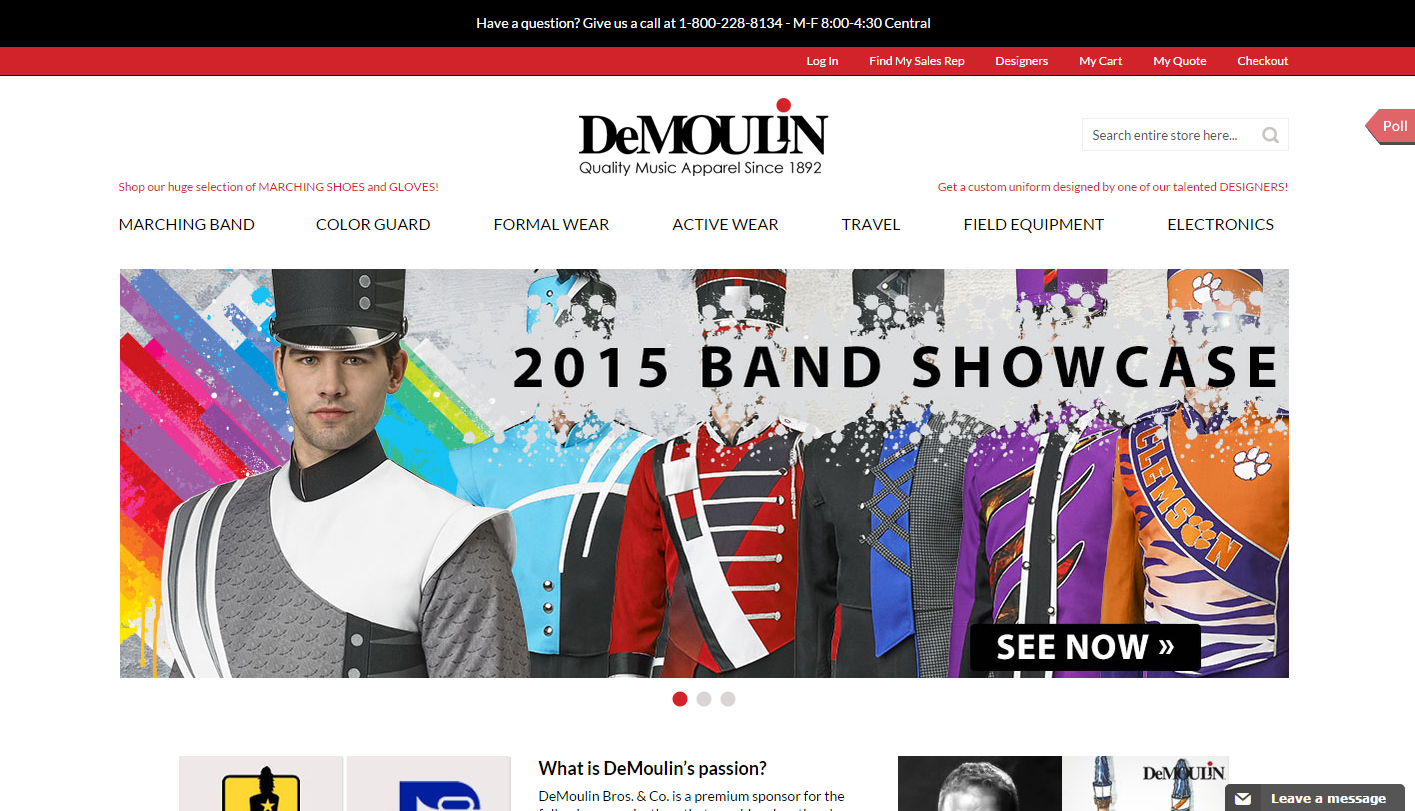 Have a question? Give us a call at 1-800-228-8134 - M-F 8:00-4:30 Central
Log In
Find My Sales Rep
Designers
My Cart
My Quote
Checkout
DeMOULiN
Quality Music Apparel Since 1892
Search entire store here...
Poll
Shop our huge selection of MARCHING SHOES and GLOVES!
Get a custom uniform designed by one of our talented DESIGNERS!
MARCHING BAND
COLOR GUARD
FORMAL WEAR
ACTIVE WEAR
TRAVEL
FIELD EQUIPMENT
ELECTRONICS
2015 BAND SHOWCASE
CLEMSON
SEE NOW »
What is DeMoulin's passion?
DeMoulin Bros. & Co. is a premium sponsor for the
DeMOULiN
Leave a message